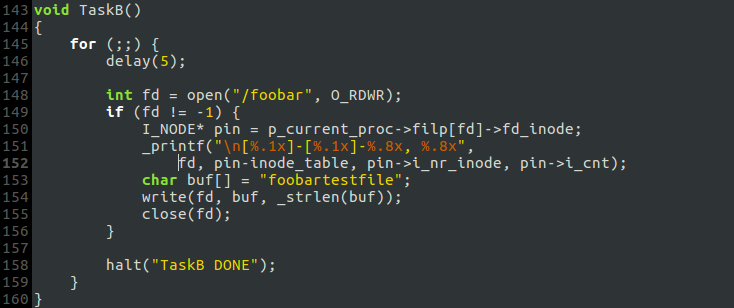 143 void TaskB()
144 {
145     for (;;) {
146         delay(5);
147
148         int fd = open("/foobar", O_RDWR);
149         if (fd != -1) {
150             I_NODE* pin = p_current_proc->filp[fd]->fd_inode;
151             _printf("\n[%.1x]-[%.1x]-%.8x, %.8x",
152                 fd, pin-inode_table, pin->i_nr_inode, pin->i_cnt);
153             char buf[] = "foobartestfile";
154             write(fd, buf, _strlen(buf));
155             close(fd);
156         }
157
158         halt("TaskB DONE");
159     }
160 }